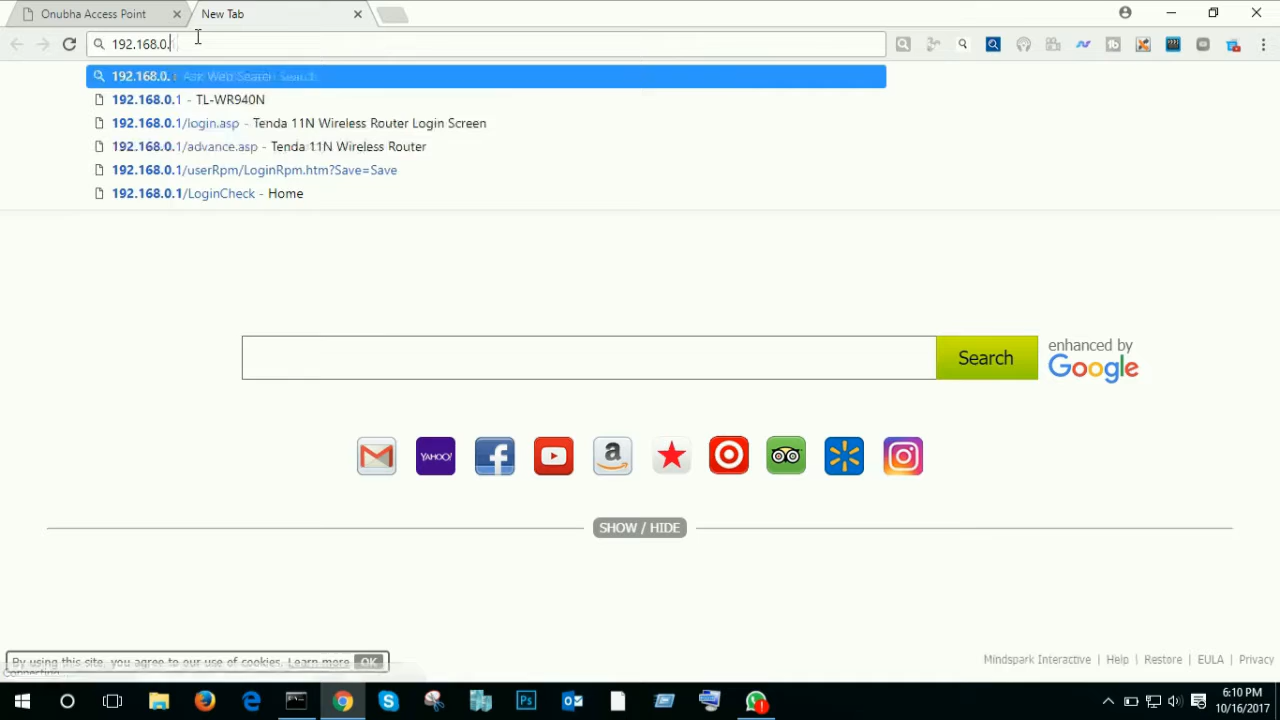 Onubha Access Point
New Tab
192.168.0.
192.168.0. - Ask Web Search Search
192.168.0.1 - TL-WR940N
192.168.0.1/login.asp - Tenda 11N Wireless Router Login Screen
192.168.0.1/advance.asp - Tenda 11N Wireless Router
192.168.0.1/userRpm/LoginRpm.htm?Save=Save
192.168.0.1/LoginCheck - Home
Search
enhanced by
Google
YAHOO!
SHOW / HIDE
By using this site, you agree to our use of cookies. Learn more OK
Mindspark Interactive | Help | Restore | EULA | Privacy
6:10 PM
10/16/2017